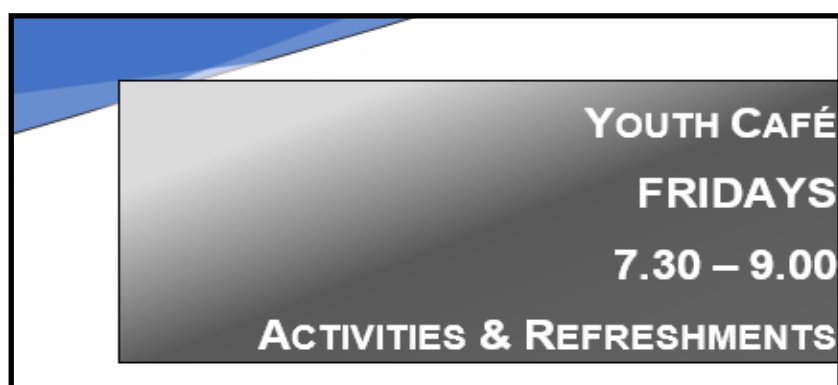 YOUTH CAFÉ
FRIDAYS
7.30 – 9.00
ACTIVITIES & REFRESHMENTS